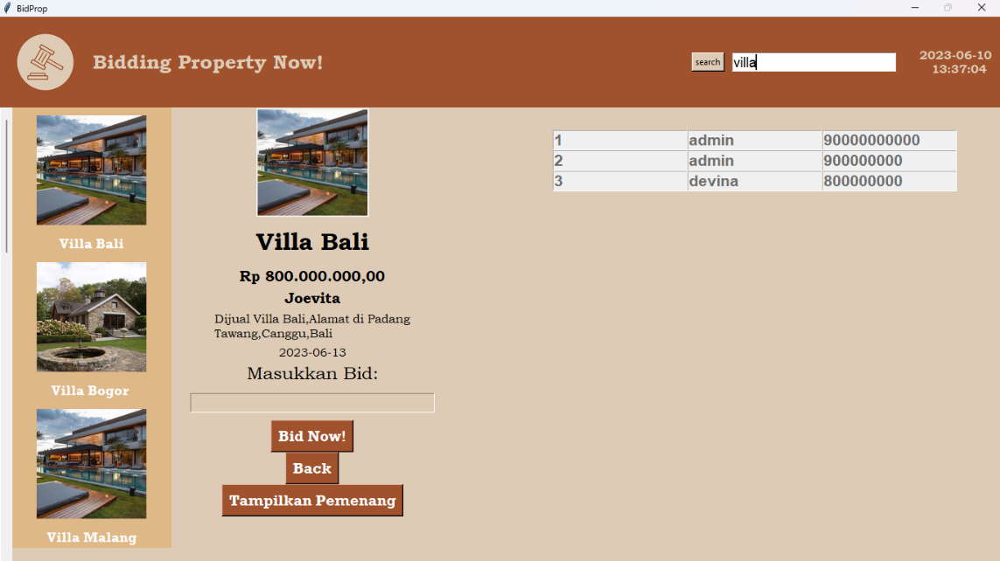 BidProp
Bidding Property Now!
search
villa
2023-06-10
13:37:04
Villa Bali
Villa Bogor
Villa Malang
Villa Bali
Rp 800.000.000,00
Joevita
Dijual Villa Bali,Alamat di Padang
Tawang,Canggu,Bali
2023-06-13
Masukkan Bid:
Bid Now!
Back
Tampilkan Pemenang
1 admin 90000000000
2 admin 900000000
3 devina 800000000